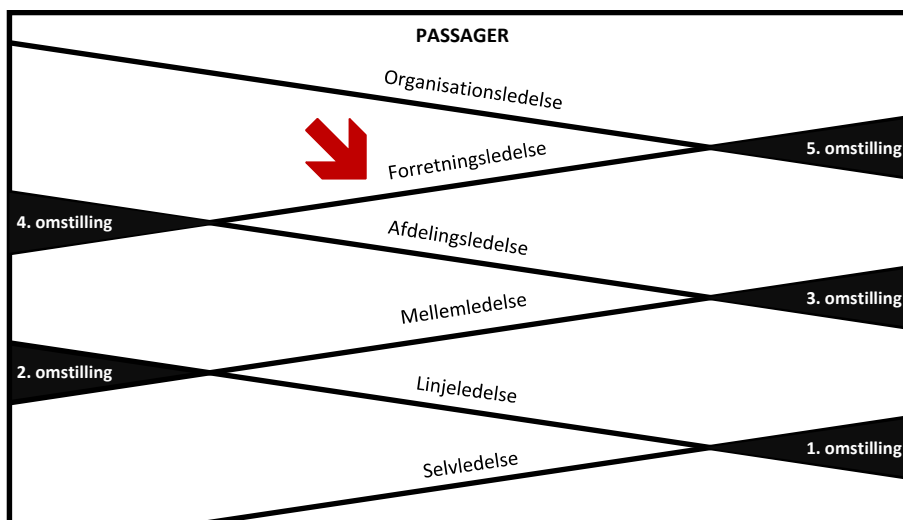 PASSAGER
Organisationsledelse
5. omstilling
Forretningsledelse
4. omstilling
Afdelingsledelse
3. omstilling
Mellemledelse
2. omstilling
Linjeledelse
1. omstilling
Selvledelse